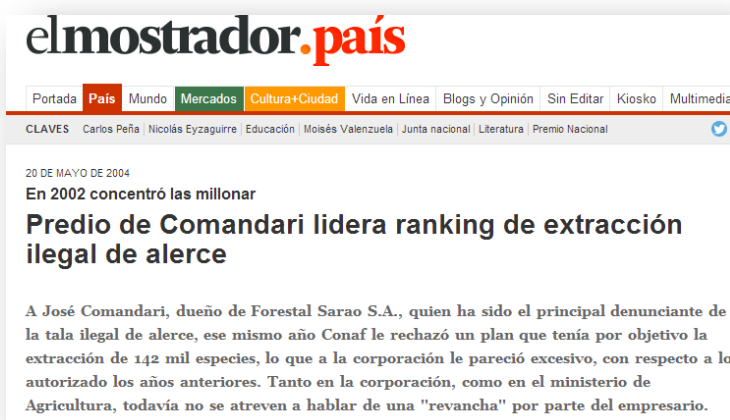 elmostrador.país
Portada País Mundo Mercados Cultura+Ciudad Vida en Línea Blogs y Opinión Sin Editar Kiosko Multimedia
CLAVES Carlos Peña Nicolás Eyzaguirre Educación Moisés Valenzuela Junta nacional Literatura Premio Nacional
20 DE MAYO DE 2004
En 2002 concentró las millonar
Predio de Comandari lidera ranking de extracción
ilegal de alerce
A José Comandari, dueño de Forestal Sarao S.A., quien ha sido el principal denunciante de
la tala ilegal de alerce, ese mismo año Conaf le rechazó un plan que tenía por objetivo la
extracción de 142 mil especies, lo que a la corporación le pareció excesivo, con respecto a lo
autorizado los años anteriores. Tanto en la corporación, como en el ministerio de
Agricultura, todavía no se atreven a hablar de una "revancha" por parte del empresario.